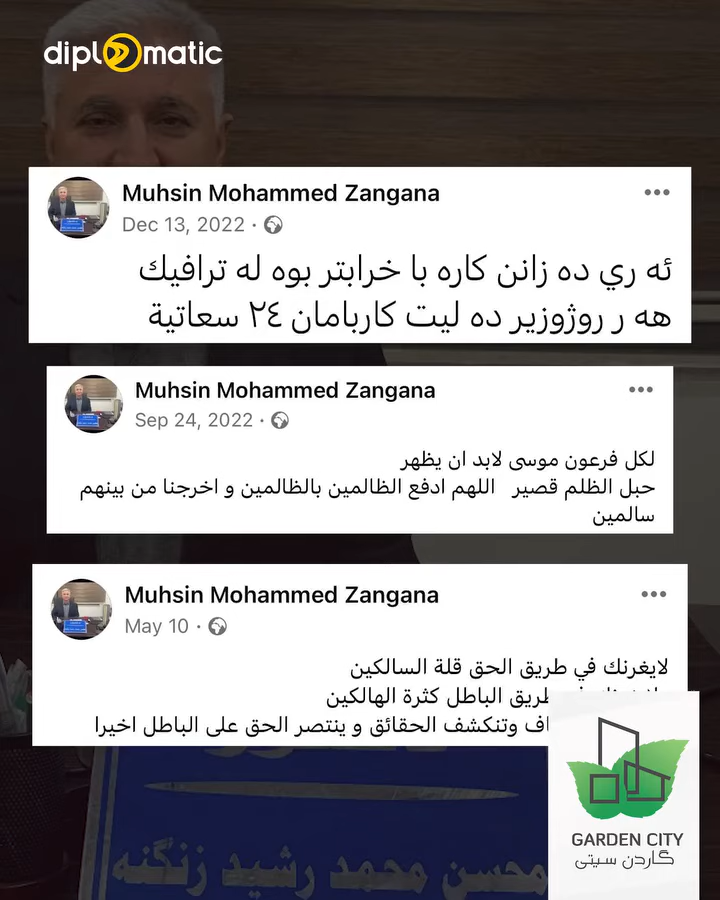 diplomatic
Muhsin Mohammed Zangana
Dec 13, 2022
ئه ري ده زانن كاره با خرابتر بوه له ترافيك
هه ر روژوزير ده ليت كاربامان ٢٤ سعاتية
Muhsin Mohammed Zangana
Sep 24, 2022
لكل فرعون موسى لابد ان يظهر
حبل الظلم قصير اللهم ادفع الظالمين بالظالمين و اخرجنا من بينهم
سالمين
Muhsin Mohammed Zangana
May 10
لايغرنك في طريق الحق قلة السالكين
طريق الباطل كثرة الهالكين
وتنكشف الحقائق و ينتصر الحق على الباطل اخيرا
محسن محمد رشيد زنگنه
GARDEN CITY
گاردن سیتی